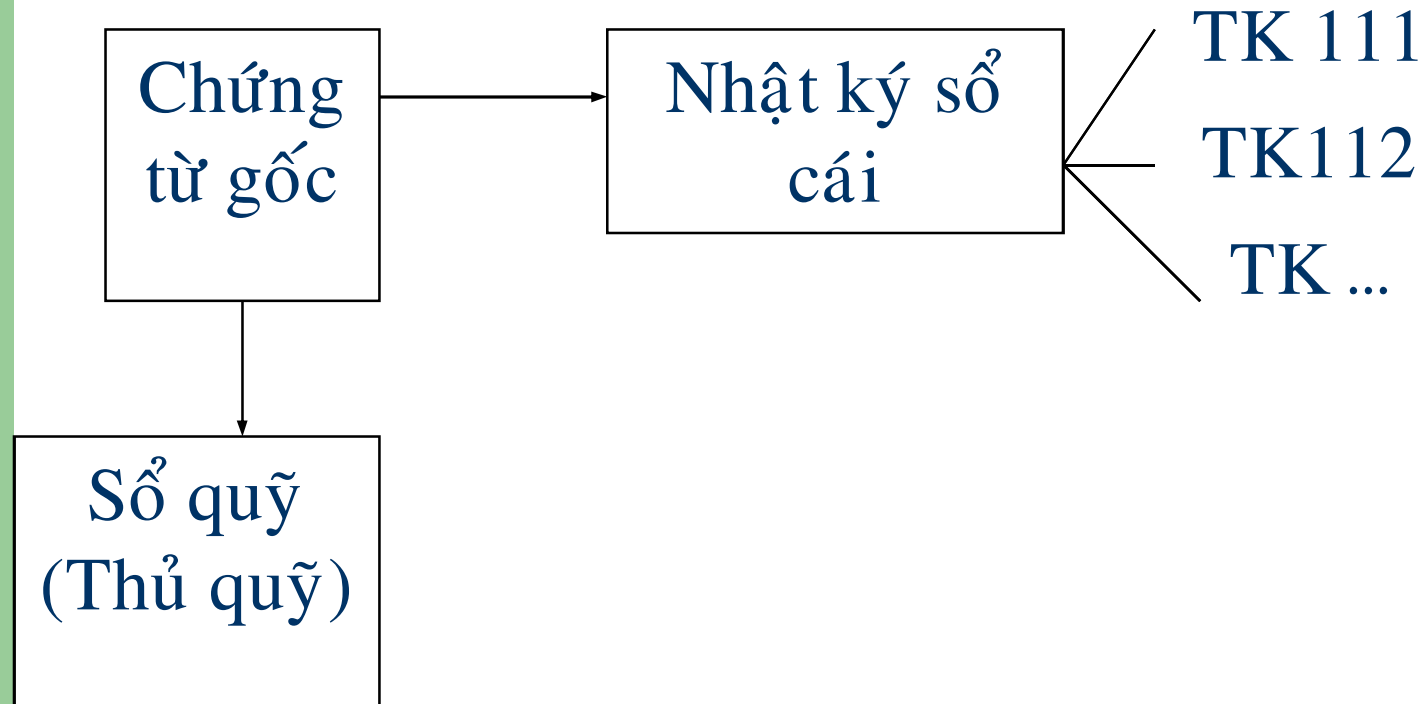 Chứng
từ gốc
Nhật ký sổ
cái
TK 111
TK112
TK ...
Sổ quỹ
(Thủ quỹ)